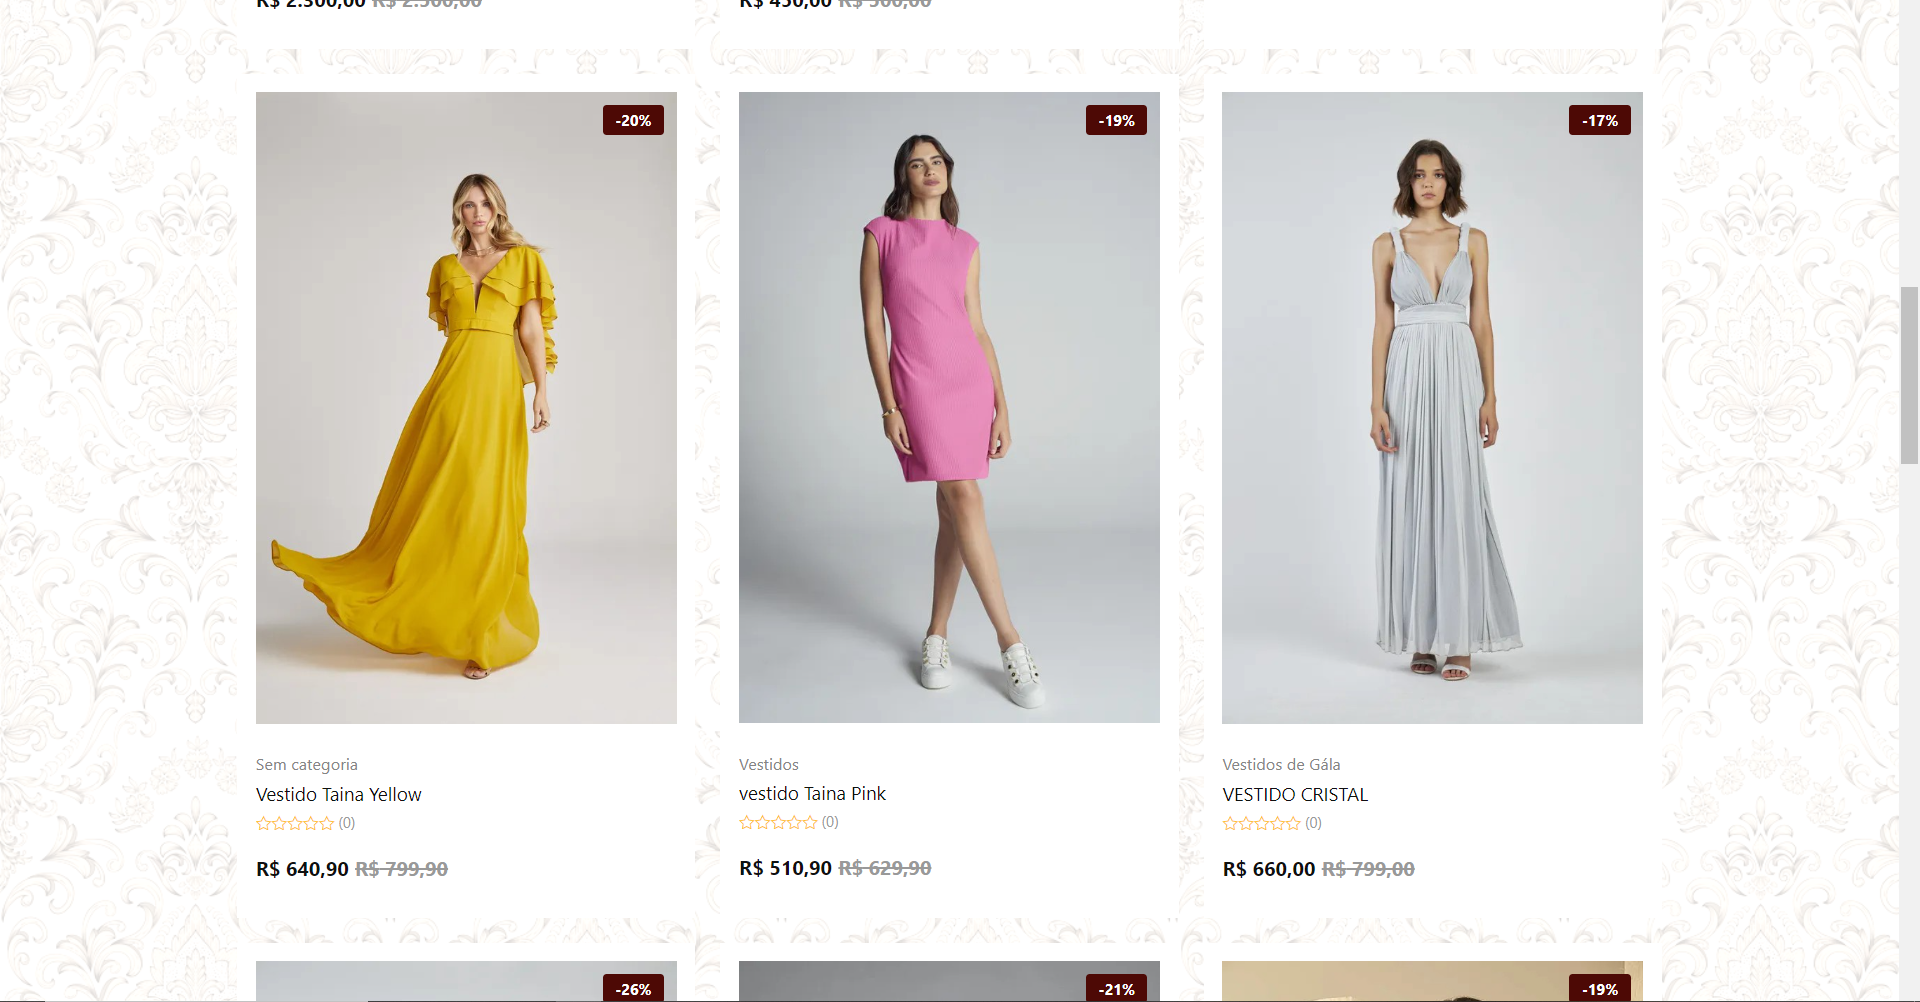 R$ 2.300,00 R$ 2.500,00
R$ 450,00 R$ 500,00
-20%
-19%
-17%
Sem categoria
Vestido Taina Yellow
(0)
R$ 640,90 R$ 799,90
Vestidos
vestido Taina Pink
(0)
R$ 510,90 R$ 629,90
Vestidos de Gála
VESTIDO CRISTAL
(0)
R$ 660,00 R$ 799,00
-26%
-21%
-19%